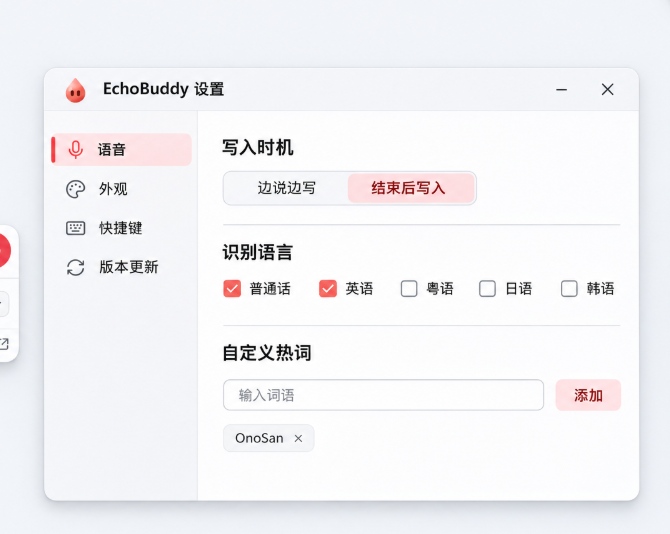 EchoBuddy 设置
语音
外观
快捷键
版本更新
写入时机
边说边写 结束后写入
识别语言
普通话 英语 粤语 日语 韩语
自定义热词
输入词语 添加
OnoSan ×